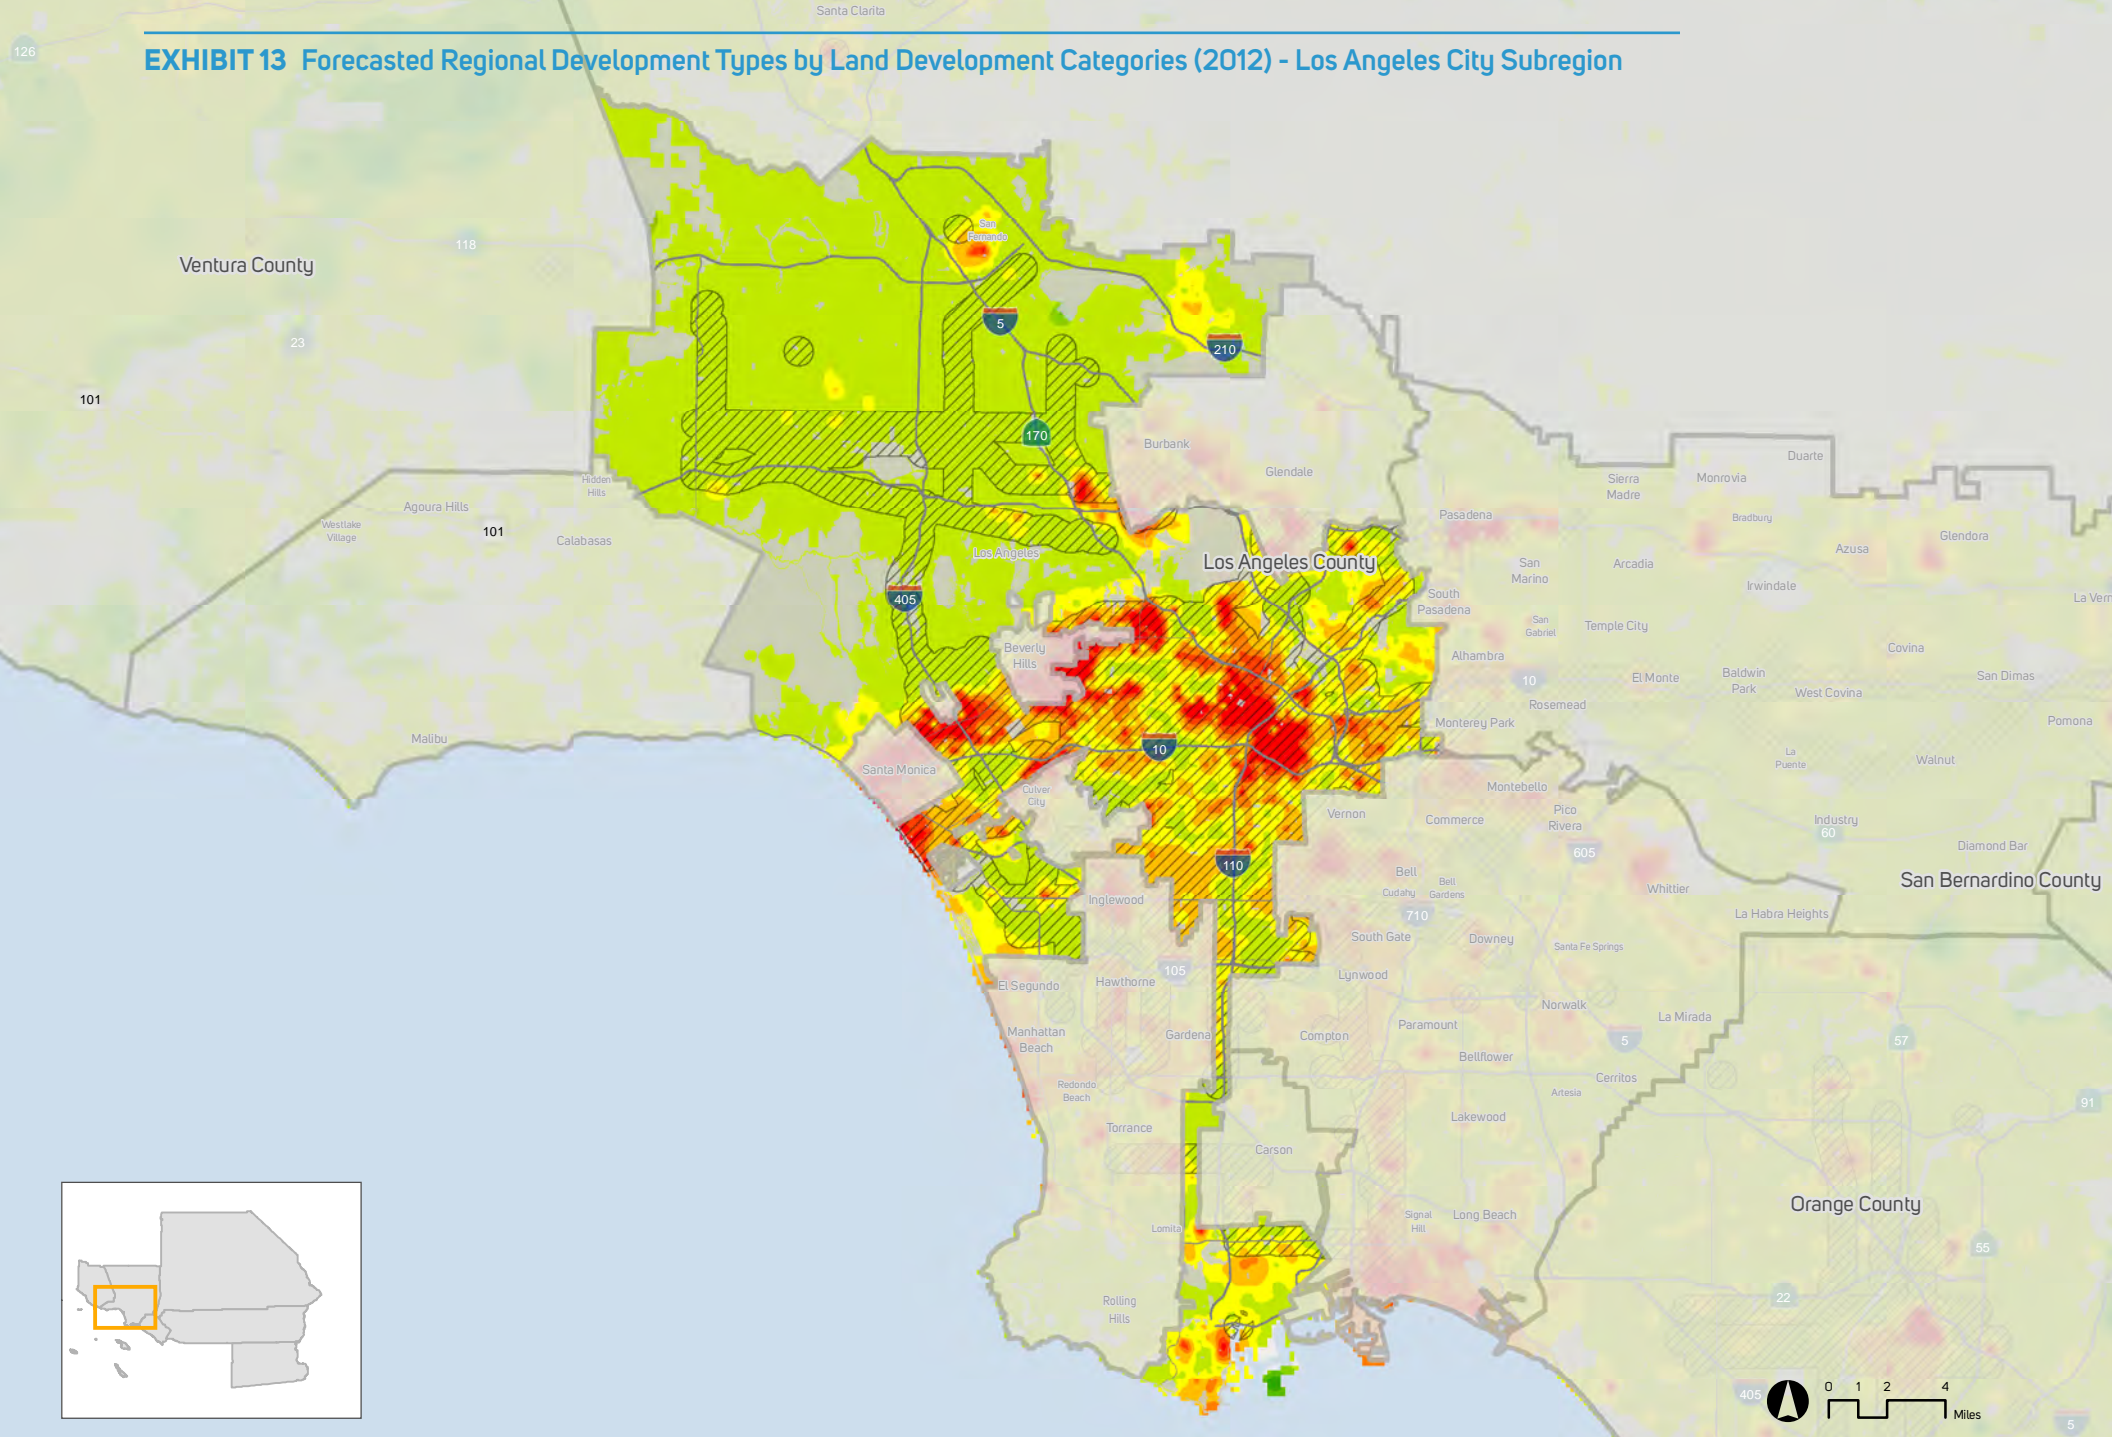 Santa Clarita
126
EXHIBIT 13 Forecasted Regional Development Types by Land Development Categories (2012) - Los Angeles City Subregion
San
Fernando
118
Ventura County
5
23
210
101
170
Burbank
Glendale
Duarte
Sierra
Madre
Monrovia
Hidden
Hills
Agoura Hills
Pasadena
Bradbury
Westlake
Village
101
Calabasas
Los Angeles
Los Angeles County
San
Marino
Arcadia
Azusa
Glendora
Irwindale
405
South
Pasadena
La Vern
San
Gabriel
Temple City
Beverly
Hills
Alhambra
Covina
10
El Monte
Baldwin
Park
West Covina
San Dimas
Rosemead
Monterey Park
Pomona
Malibu
10
La
Puente
Walnut
Santa Monica
Culver
City
Montebello
Vernon
Commerce
Pico
Rivera
Industry
60
605
Diamond Bar
110
Bell
Cudahy
Bell
Gardens
Whittier
San Bernardino County
Inglewood
710
La Habra Heights
South Gate
Downey
Santa Fe Springs
105
Lynwood
El Segundo
Hawthorne
Norwalk
La Mirada
Manhattan
Beach
Gardena
Compton
Paramount
5
57
Bellflower
Redondo
Beach
Cerritos
Artesia
91
Torrance
Lakewood
Carson
Orange County
Lomita
Signal
Hill
Long Beach
55
Rolling
Hills
22
405
0 1 2 4
Miles
5